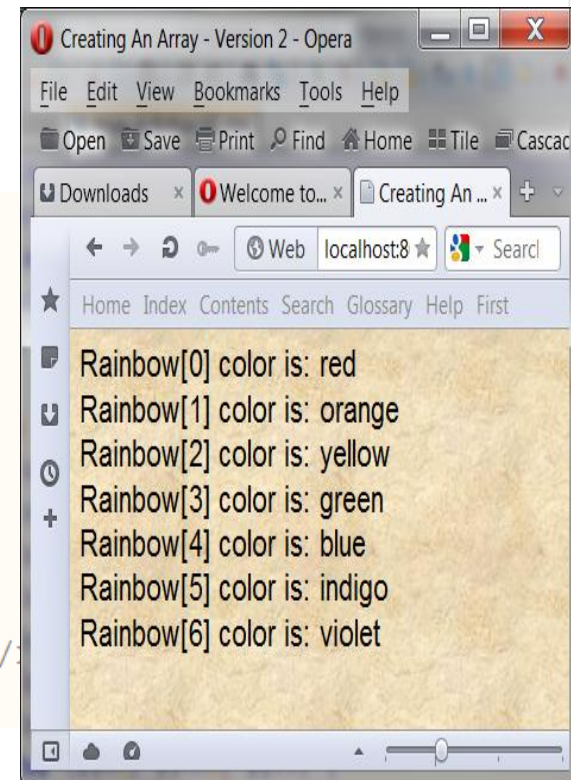 Creating An Array - Version 2 - Opera
X
File Edit View Bookmarks Tools Help
Open Save Print Find Home Tile Cascac
Downloads × Welcome to... × Creating An ... ×
Web localhost:8 Searcl
Home Index Contents Search Glossary Help First
Rainbow[0] color is: red
Rainbow[1] color is: orange
Rainbow[2] color is: yellow
Rainbow[3] color is: green
Rainbow[4] color is: blue
Rainbow[5] color is: indigo
Rainbow[6] color is: violet